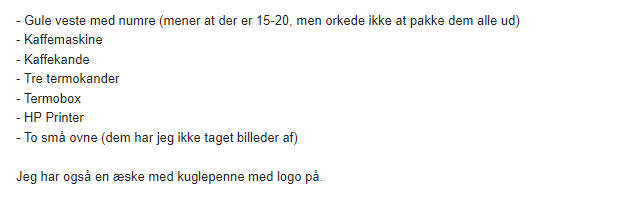 - Gule veste med numre (mener at der er 15-20, men orkede ikke at pakke dem alle ud)
- Kaffemaskine
- Kaffekande
- Tre termokander
- Termobox
- HP Printer
- To små ovne (dem har jeg ikke taget billeder af)
Jeg har også en æske med kuglepenne med logo på.